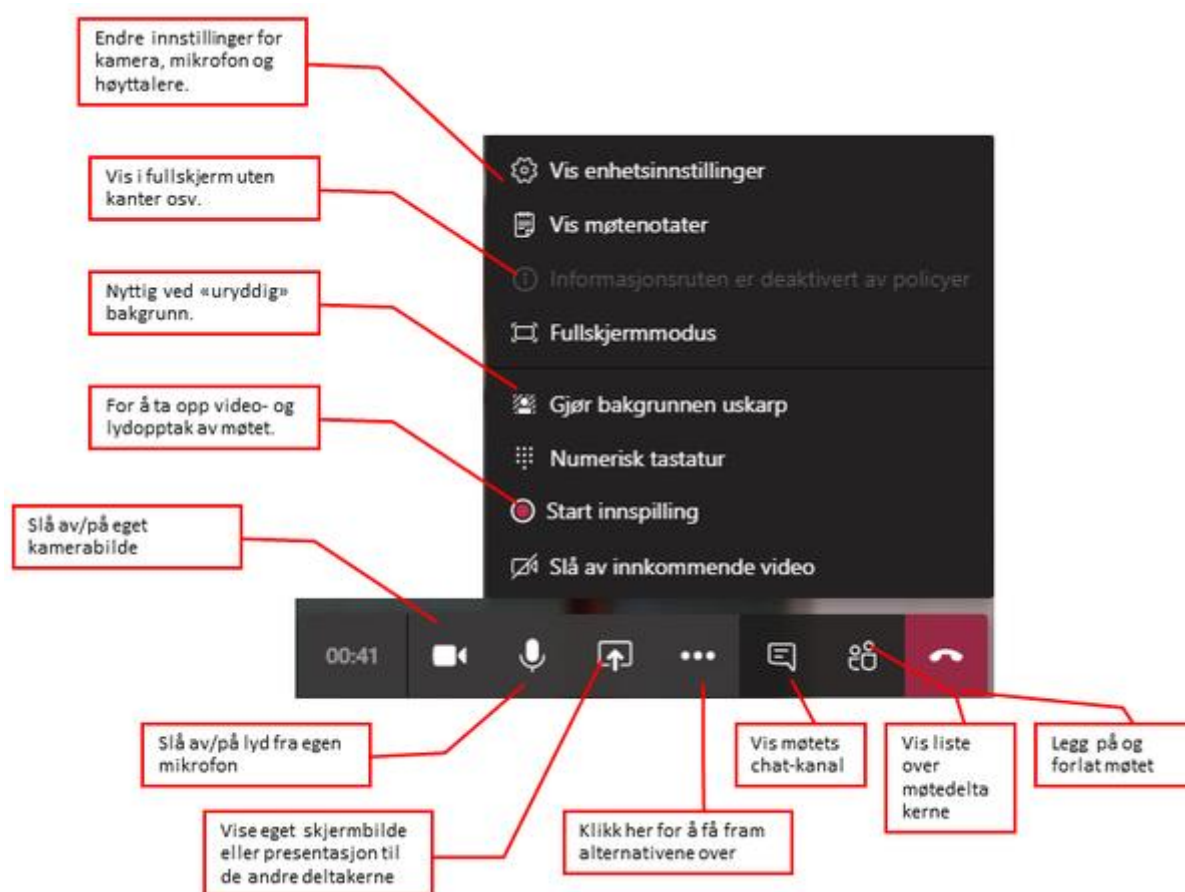 Endre innstillinger for
kamera, mikrofon og
høyttalere.
Vis i fullskjerm uten
kanter osv.
Nyttig ved «uryddig»
bakgrunn.
For å ta opp video- og
lydopptak av møtet.
Slå av/på eget
kamerabilde
Vis enhetsinnstillinger
Vis møtenotater
Informasjonsruten er deaktivert av policyer
Fullskjermmodus
Gjør bakgrunnen uskarp
Numerisk tastatur
Start innspilling
Slå av innkommende video
00:41
Slå av/på lyd fra egen
mikrofon
Vise eget skjermbilde
eller presentasjon til
de andre deltakerne
Klikk her for å få fram
alternativene over
Vis møtets
chat-kanal
Vis liste
over
møtedelta
kerne
Legg på og
forlat møtet